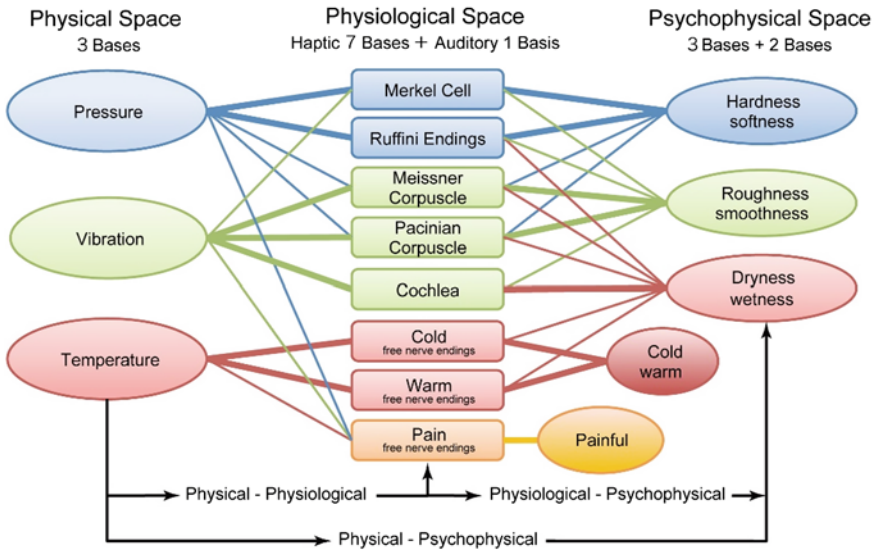 Physical Space
3 Bases
Physiological Space
Haptic 7 Bases + Auditory 1 Basis
Psychophysical Space
3 Bases + 2 Bases
Pressure
Vibration
Temperature
Merkel Cell
Ruffini Endings
Meissner
Corpuscle
Pacinian
Corpuscle
Cochlea
Cold
free nerve endings
Warm
free nerve endings
Pain
free nerve endings
Hardness
softness
Roughness
smoothness
Dryness
wetness
Cold
warm
Painful
Physical - Physiological
Physiological - Psychophysical
Physical - Psychophysical